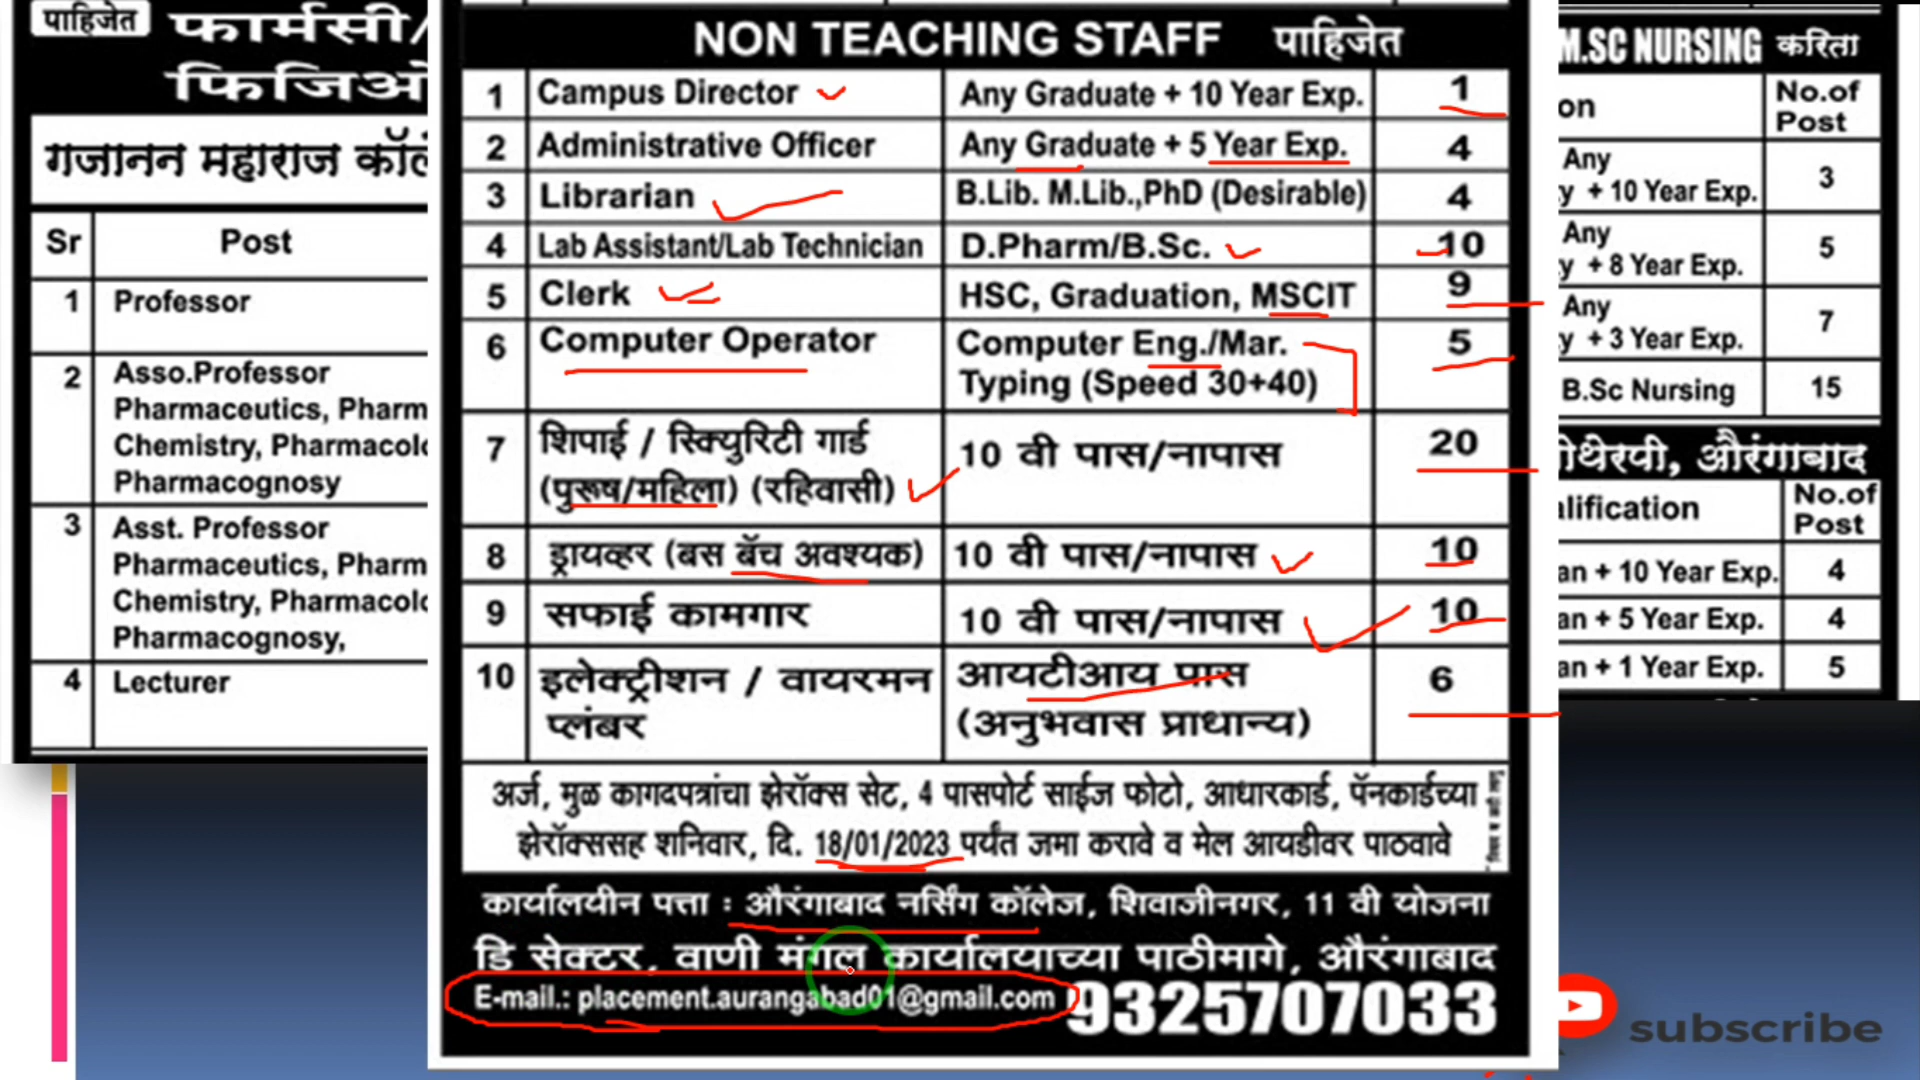 पाहिजेत फार्मसी/
फिजिओ
गजानन महाराज कॉले
Sr Post
1 Professor
2 Asso.Professor
Pharmaceutics, Pharm
Chemistry, Pharmacolo
Pharmacognosy
3 Asst. Professor
Pharmaceutics, Pharm
Chemistry, Pharmacolo
Pharmacognosy,
4 Lecturer
NON TEACHING STAFF पाहिजेत
1 Campus Director Any Graduate + 10 Year Exp. 1
2 Administrative Officer Any Graduate + 5 Year Exp. 4
3 Librarian B.Lib. M.Lib.,PhD (Desirable) 4
4 Lab Assistant/Lab Technician D.Pharm/B.Sc. 10
5 Clerk HSC, Graduation, MSCIT 9
6 Computer Operator Computer Eng./Mar. 5
Typing (Speed 30+40)
7 शिपाई / स्क्युरिटी गार्ड 10 वी पास/नापास 20
(पुरूष/महिला) (रहिवासी)
8 ड्रायव्हर (बस बॅच अवश्यक) 10 वी पास/नापास 10
9 सफाई कामगार 10 वी पास/नापास 10
10 इलेक्ट्रीशन / वायरमन आयटीआय पास 6
प्लंबर (अनुभवास प्राधान्य)
अर्ज, मुळ कागदपत्रांचा झेरॉक्स सेट, 4 पासपोर्ट साईज फोटो, आधारकार्ड, पॅनकार्डच्या
झेरॉक्ससह शनिवार, दि. 18/01/2023 पर्यंत जमा करावे व मेल आयडीवर पाठवावे
कार्यालयीन पत्ता : औरंगाबाद नर्सिंग कॉलेज, शिवाजीनगर, 11 वी योजना
डि सेक्टर, वाणी मंगल कार्यालयाच्या पाठीमागे, औरंगाबाद
E-mail.: placement.aurangabad01@gmail.com 9325707033
M.SC NURSING करिता
on No.of
Post
Any
y + 10 Year Exp. 3
Any
y + 8 Year Exp. 5
Any
y + 3 Year Exp. 7
B.Sc Nursing 15
थेरपी, औरंगाबाद
lification No.of
Post
an + 10 Year Exp. 4
an + 5 Year Exp. 4
an + 1 Year Exp. 5
subscribe